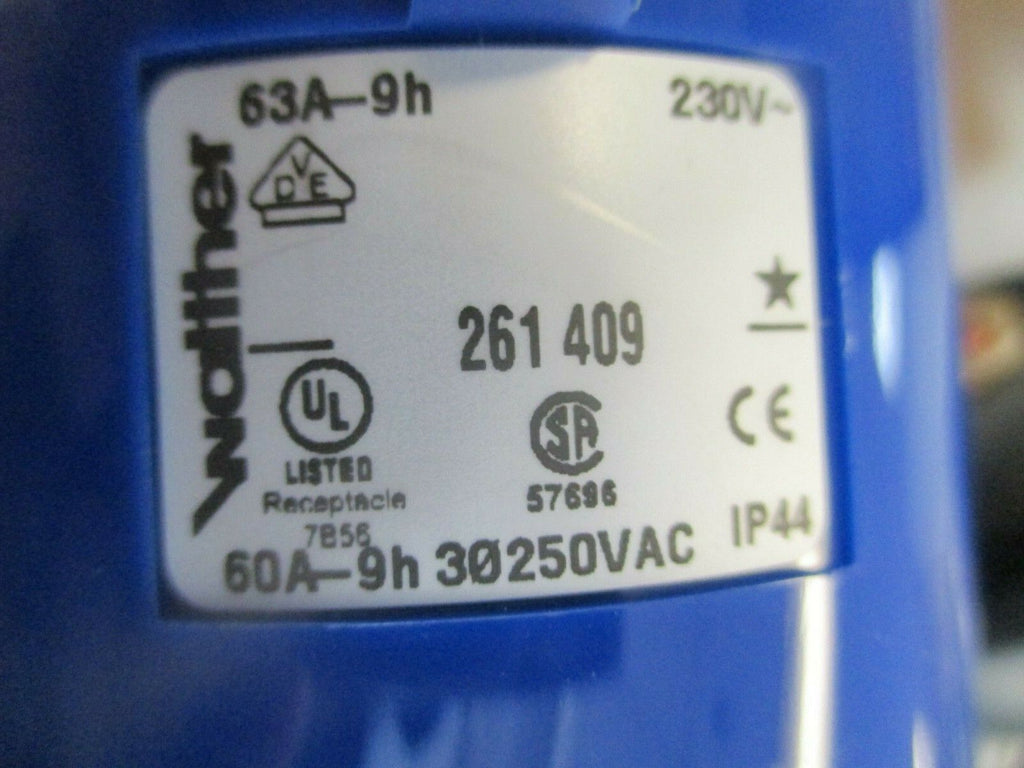 63A–9h 230V~
walther
VDE
261 409
UL
LISTED
Receptacle
7B56
SA
57696
CE
IP44
60A–9h 3Ø250VAC